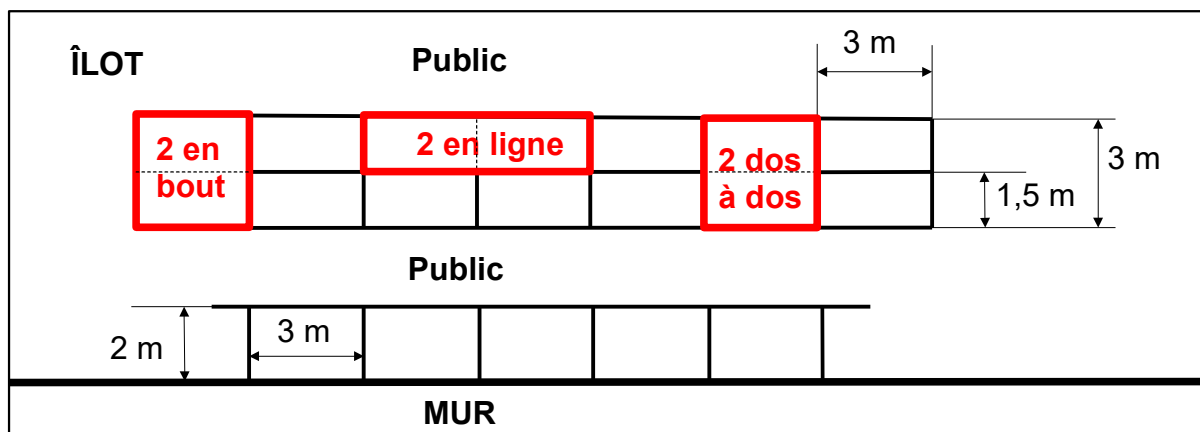 ÎLOT
Public
3 m
2 en
bout
2 en ligne
2 dos
à dos
3 m
1,5 m
Public
2 m
3 m
MUR